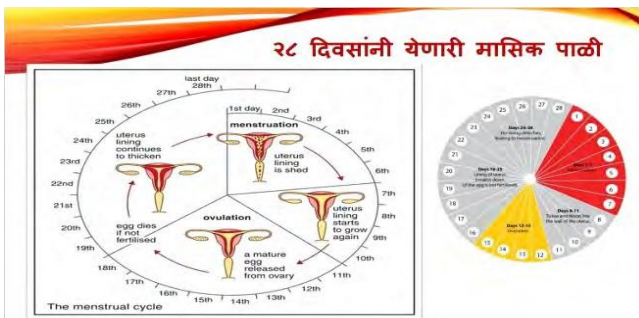 २८ दिवसांनी येणारी मासिक पाळी
last day
28th
27th
26th
25th
24th
23rd
22nd
21st
20th
19th
18th
17th
16th
15th
14th
13th
12th
11th
10th
9th
8th
7th
6th
5th
4th
3rd
2nd
1st day
menstruation
uterus
lining
is shed
uterus
lining
starts
to grow
again
a mature
egg
released
from ovary
ovulation
egg dies
if not
fertilised
uterus
lining
continues
to thicken
The menstrual cycle
1
2
3
4
5
6
7
8
9
10
11
12
13
14
15
16
17
18
19
20
21
22
23
24
25
26
27
28